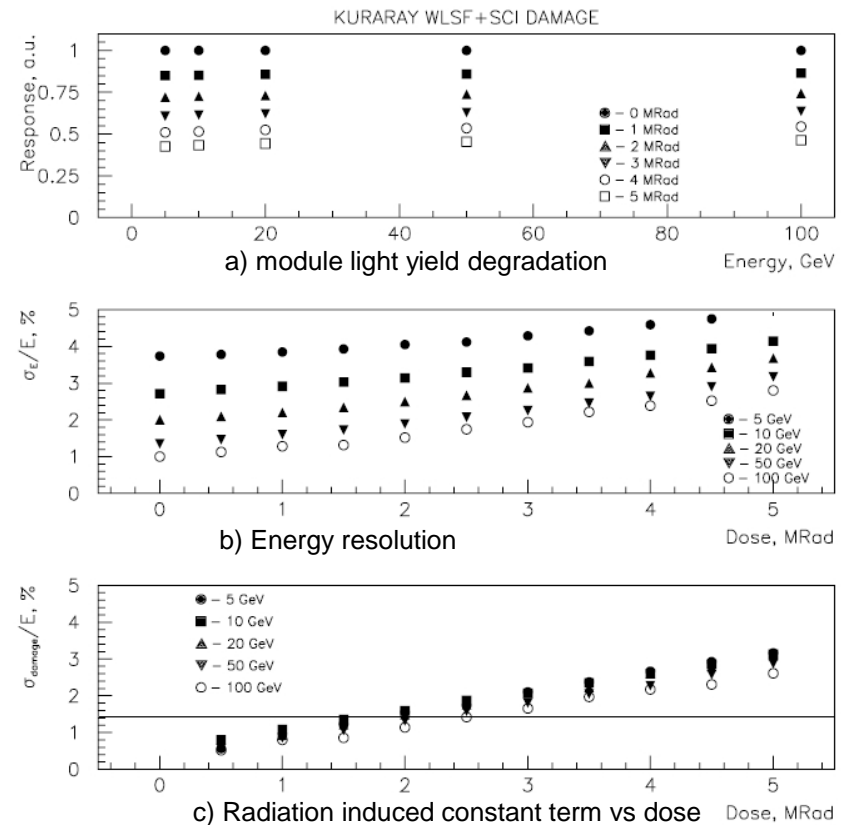 KURARAY WLSF+SCI DAMAGE
Response, a.u.
1
0.75
0.5
0.25
0
● – 0 MRad
■ – 1 MRad
▲ – 2 MRad
▼ – 3 MRad
○ – 4 MRad
□ – 5 MRad
0 20 40 60 80 100
a) module light yield degradation
Energy, GeV
σE/E, %
5
4
3
2
1
0
● – 5 GeV
■ – 10 GeV
▲ – 20 GeV
▼ – 50 GeV
○ – 100 GeV
0 1 2 3 4 5
b) Energy resolution
Dose, MRad
σdamage/E, %
5
4
3
2
1
0
● – 5 GeV
■ – 10 GeV
▲ – 20 GeV
▼ – 50 GeV
○ – 100 GeV
0 1 2 3 4 5
c) Radiation induced constant term vs dose
Dose, MRad